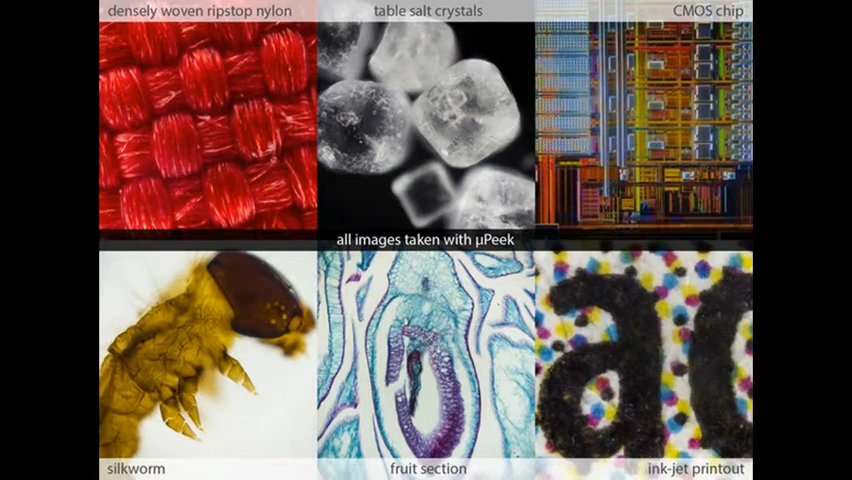 densely woven ripstop nylon
table salt crystals
CMOS chip
all images taken with µPeek
a
silkworm
fruit section
ink-jet printout